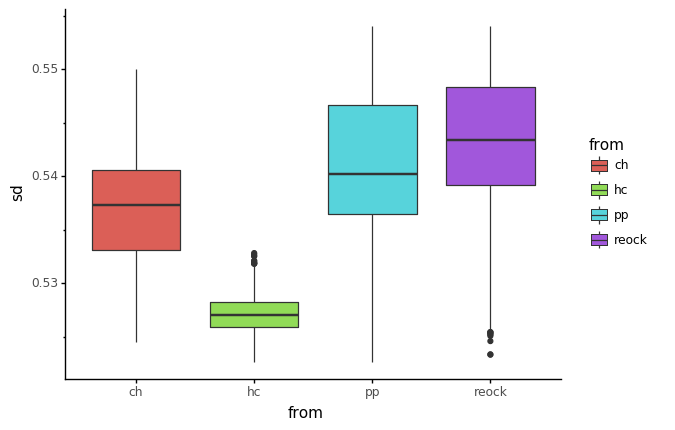 0.55
0.54
0.53
sd
ch
hc
pp
reock
from
from
ch
hc
pp
reock